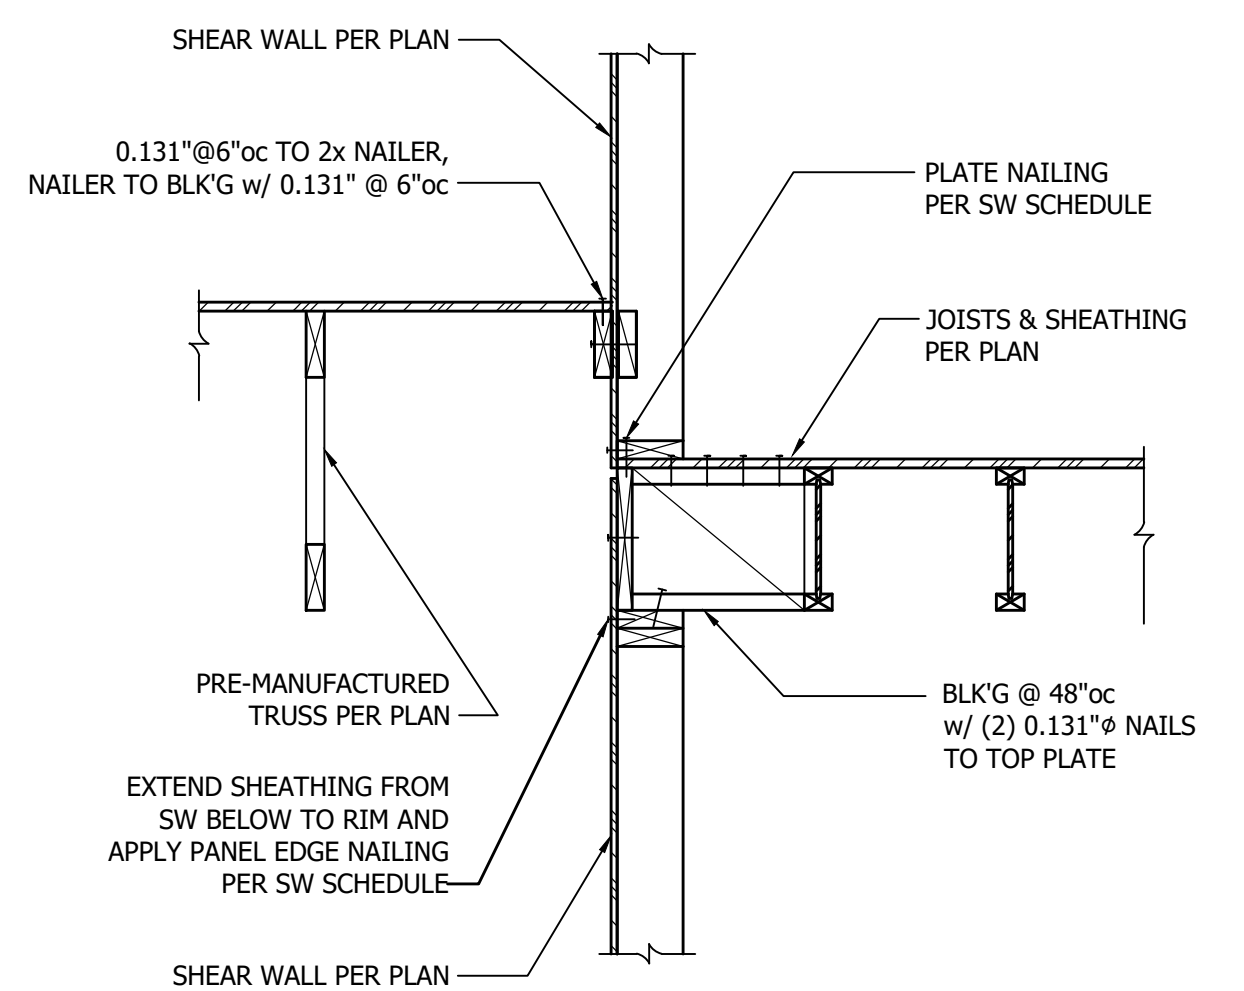 SHEAR WALL PER PLAN
0.131"@6"oc TO 2x NAILER,
NAILER TO BLK'G w/ 0.131" @ 6"oc
PLATE NAILING
PER SW SCHEDULE
JOISTS & SHEATHING
PER PLAN
PRE-MANUFACTURED
TRUSS PER PLAN
BLK'G @ 48"oc
w/ (2) 0.131"⌀ NAILS
TO TOP PLATE
EXTEND SHEATHING FROM
SW BELOW TO RIM AND
APPLY PANEL EDGE NAILING
PER SW SCHEDULE
SHEAR WALL PER PLAN